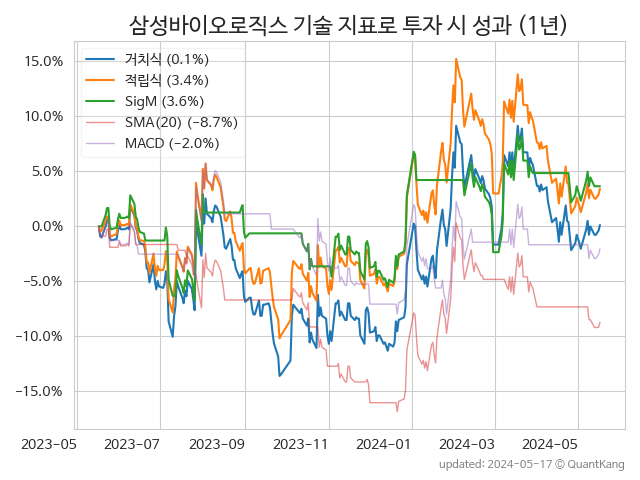 삼성바이오로직스 기술 지표로 투자 시 성과 (1년)
거치식 (0.1%)
적립식 (3.4%)
SigM (3.6%)
SMA(20) (−8.7%)
MACD (−2.0%)
15.0%
10.0%
5.0%
0.0%
−5.0%
−10.0%
−15.0%
2023−05 2023−07 2023−09 2023−11 2024−01 2024−03 2024−05
updated: 2024−05−17 © QuantKang